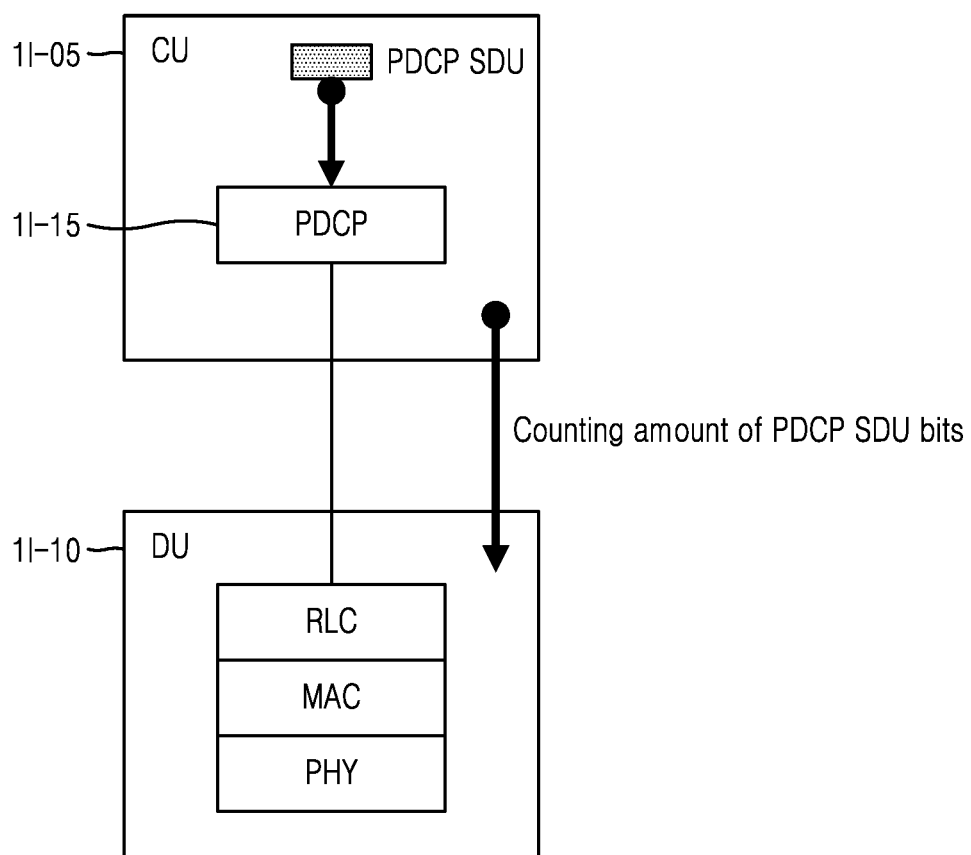 1l-05
CU
PDCP SDU
1l-15
PDCP
Counting amount of PDCP SDU bits
1l-10
DU
RLC
MAC
PHY